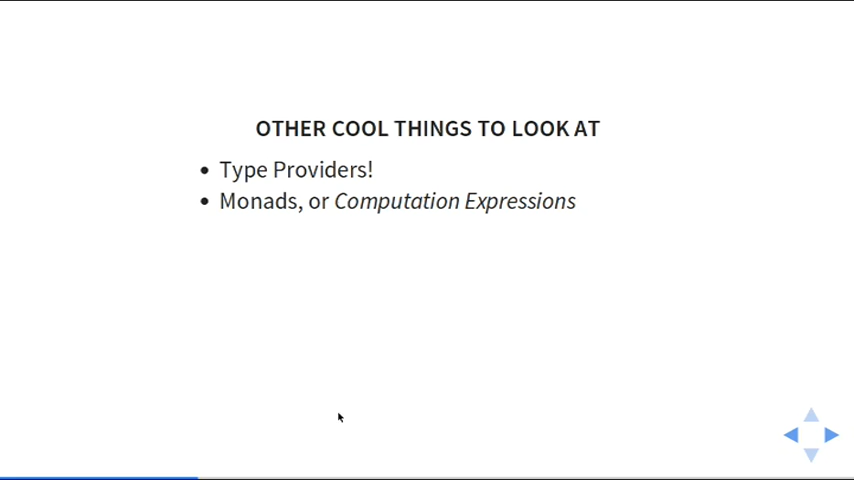 OTHER COOL THINGS TO LOOK AT
• Type Providers!
• Monads, or Computation Expressions